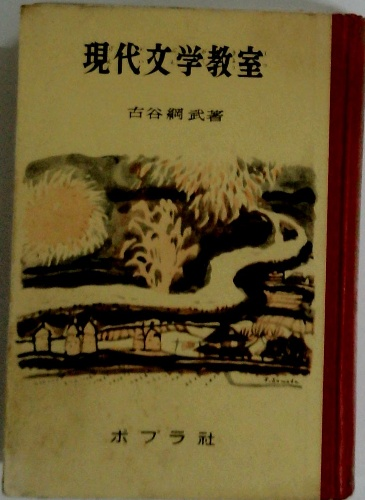 現代文学教室
古谷綱武著
ポプラ社